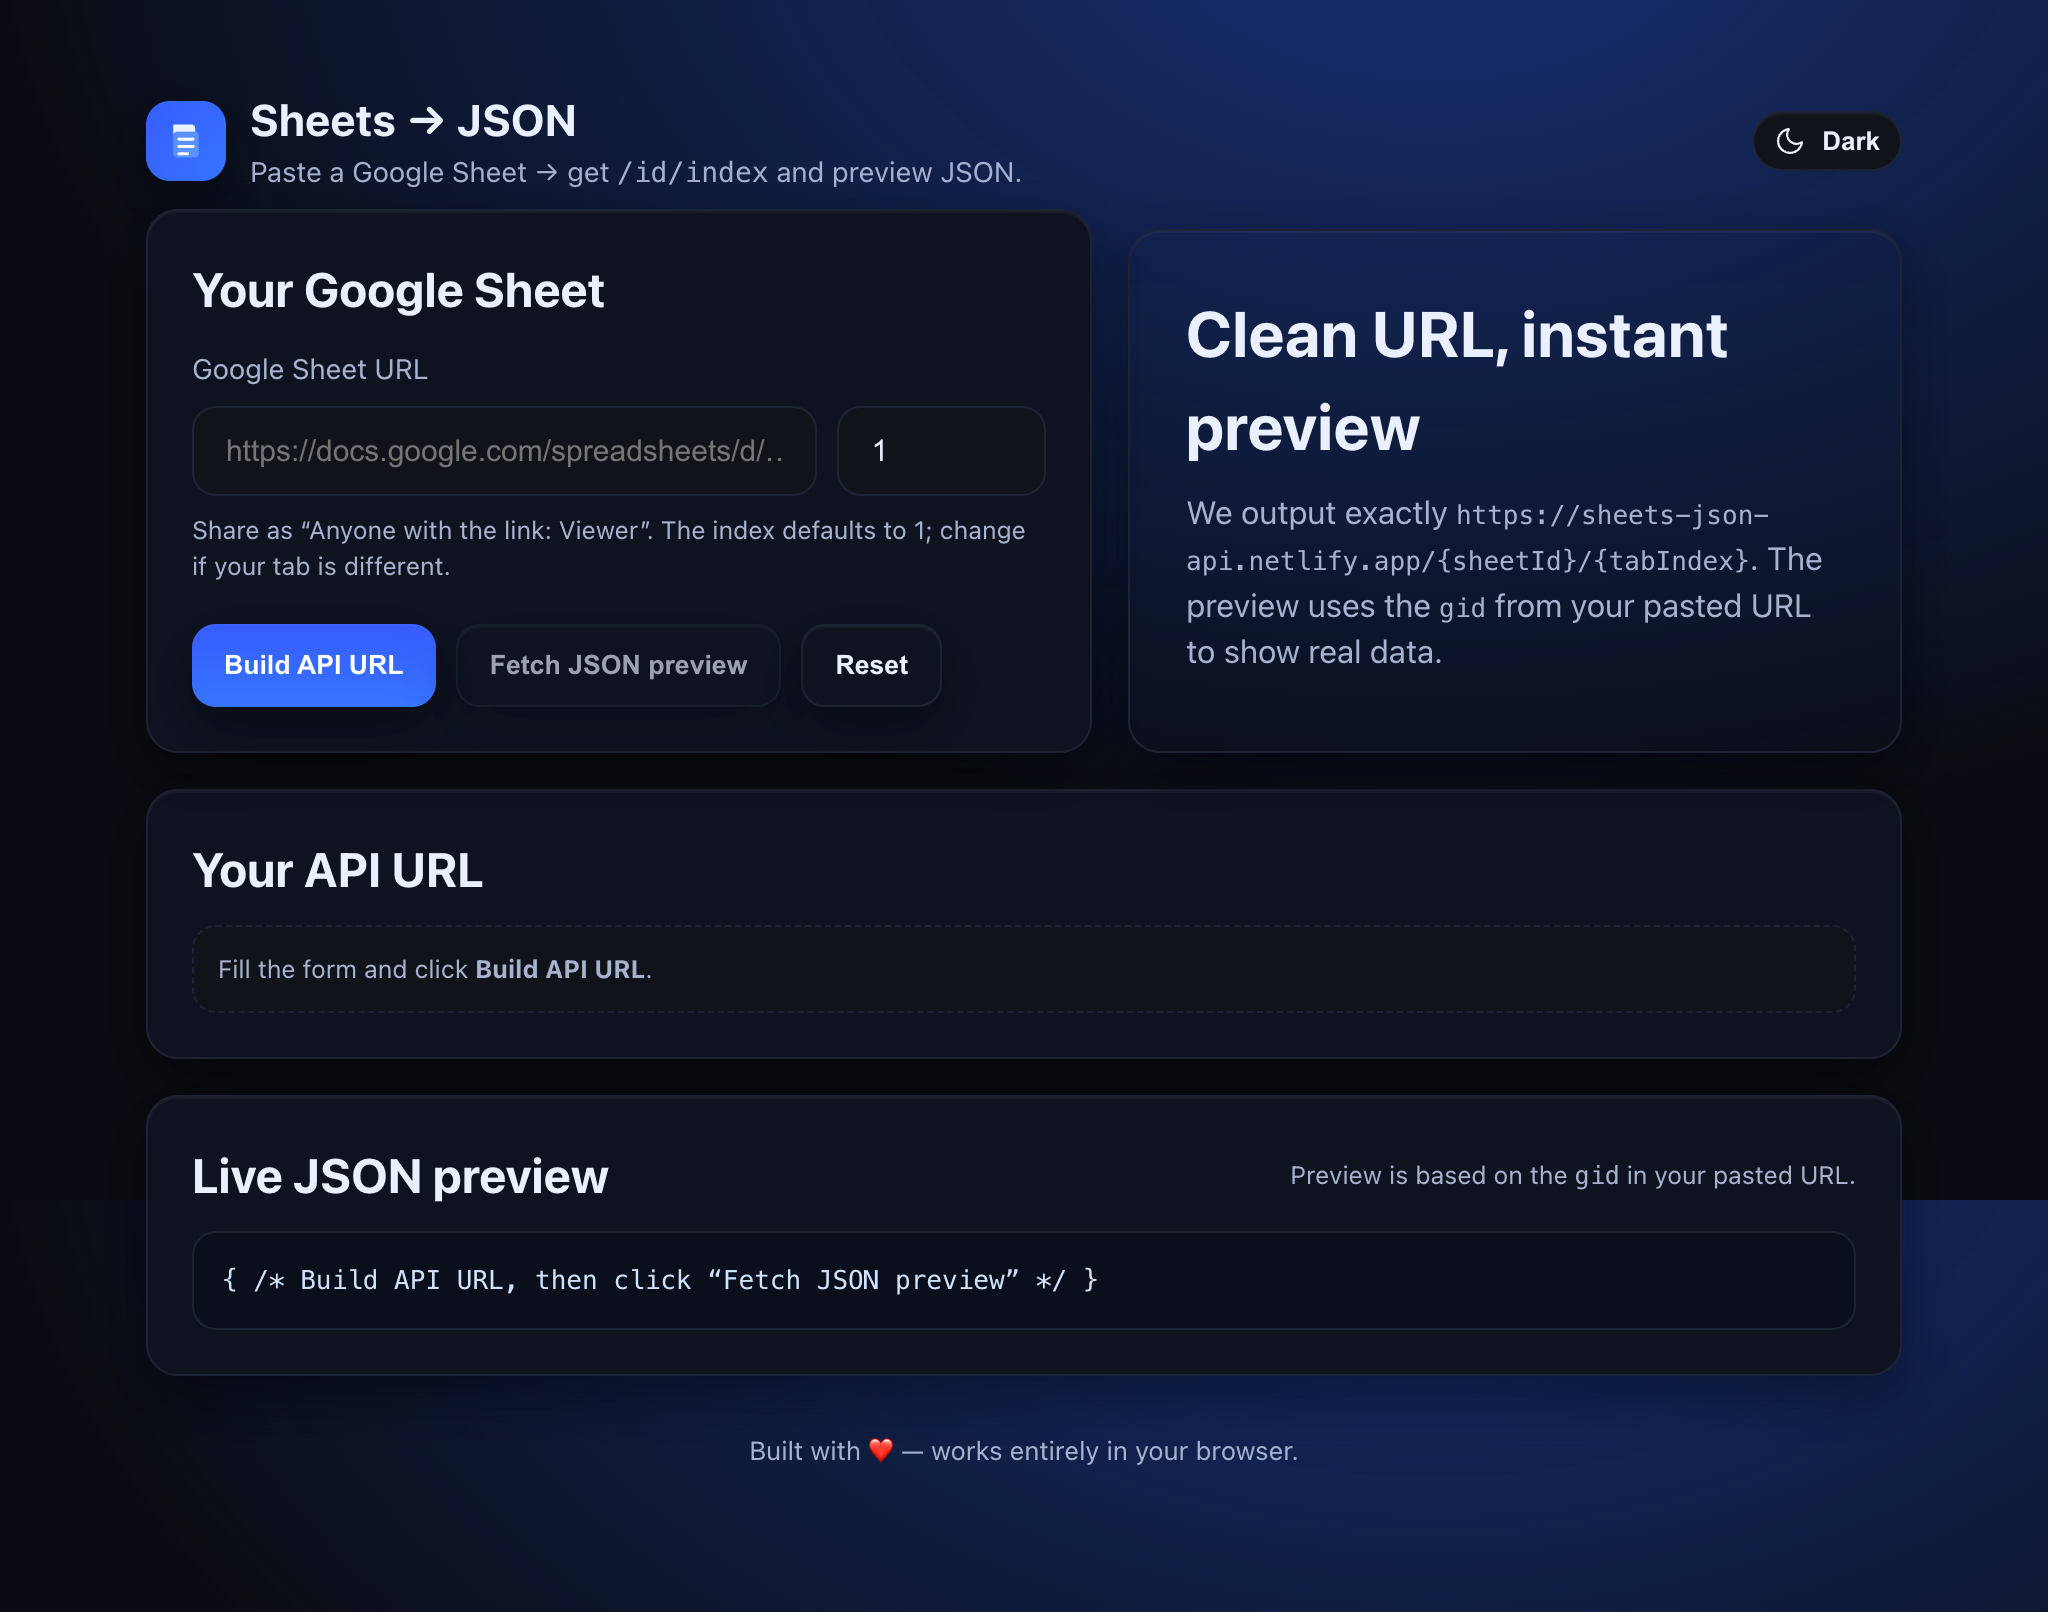 Sheets → JSON
Paste a Google Sheet → get /id/index and preview JSON.
Dark
Your Google Sheet
Google Sheet URL
https://docs.google.com/spreadsheets/d/..
1
Share as “Anyone with the link: Viewer”. The index defaults to 1; change
if your tab is different.
Build API URL
Fetch JSON preview
Reset
Clean URL, instant
preview
We output exactly https://sheets-json-
api.netlify.app/{sheetId}/{tabIndex}. The
preview uses the gid from your pasted URL
to show real data.
Your API URL
Fill the form and click Build API URL.
Live JSON preview
Preview is based on the gid in your pasted URL.
{ /* Build API URL, then click “Fetch JSON preview” */ }
Built with ❤️ — works entirely in your browser.